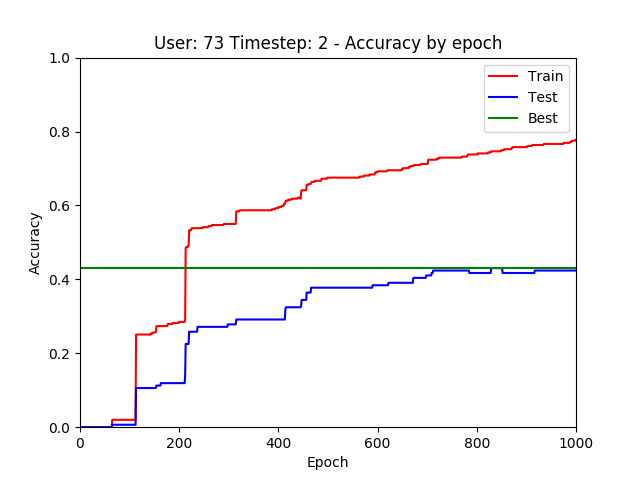 User: 73 Timestep: 2 - Accuracy by epoch
1.0
0.8
0.6
0.4
0.2
0.0
Accuracy
Train
Test
Best
0 200 400 600 800 1000
Epoch